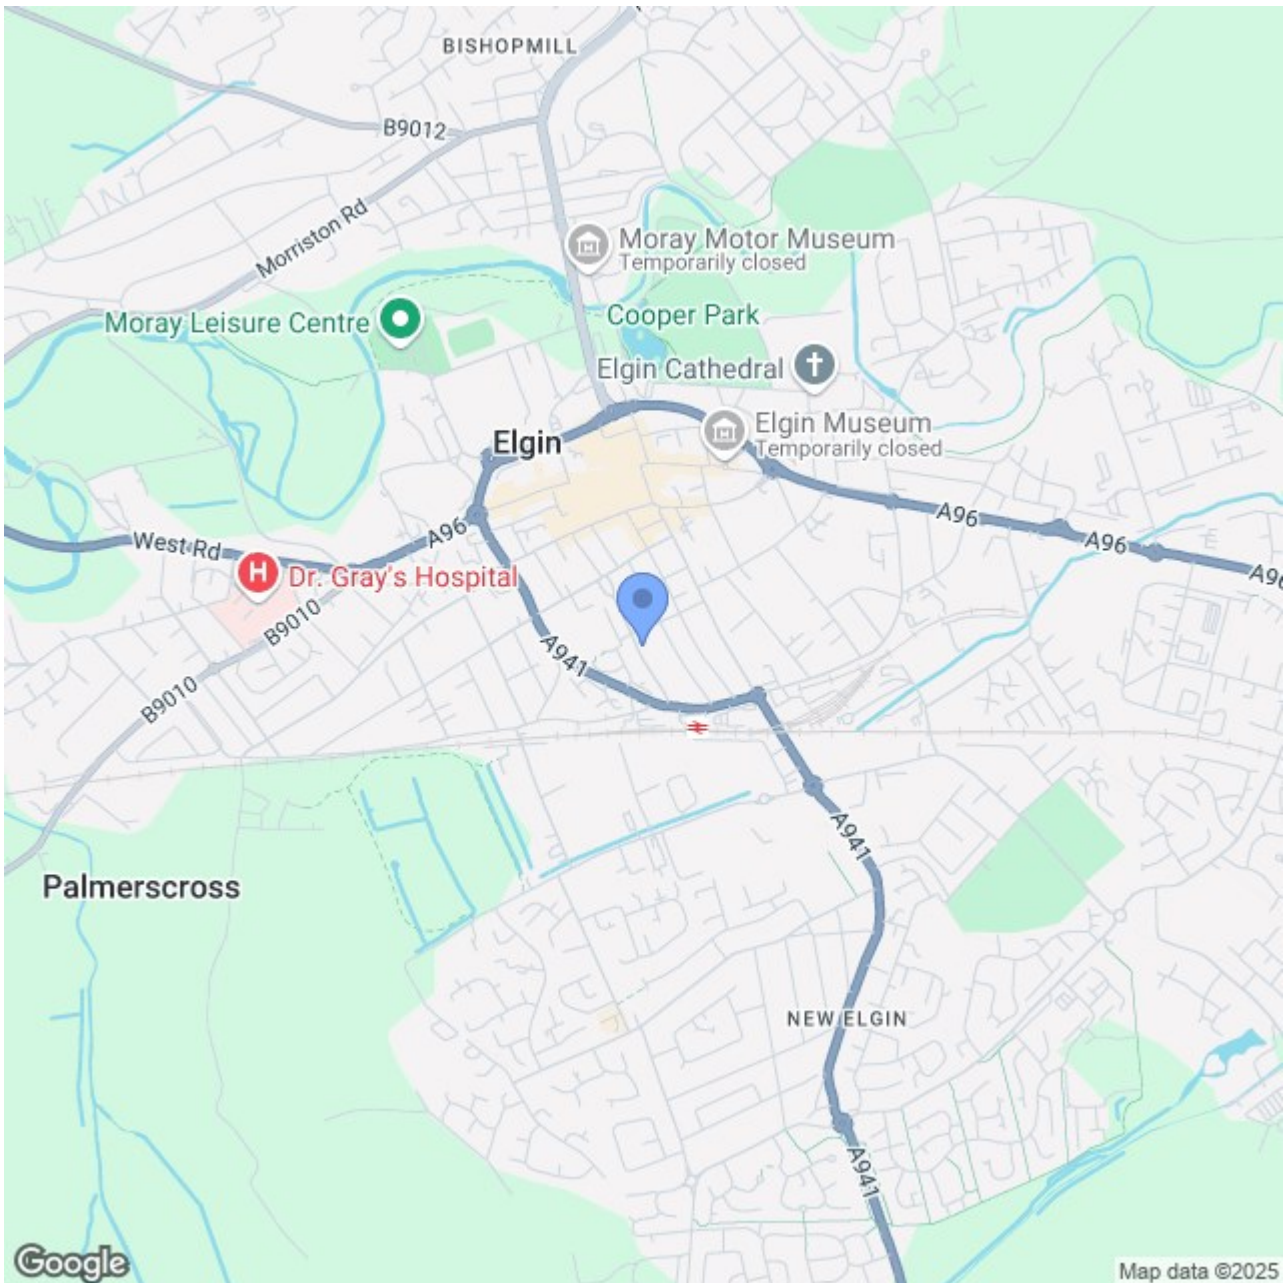 BISHOPMILL
B9012
Morriston Rd
Moray Motor Museum
Temporarily closed
Moray Leisure Centre
Cooper Park
Elgin Cathedral
Elgin Museum
Temporarily closed
Elgin
A96
A96
A96
A96
West Rd
H
Dr. Gray's Hospital
B9010
A941
B9010
A941
Palmerscross
NEW ELGIN
A941
Google
Map data ©2025